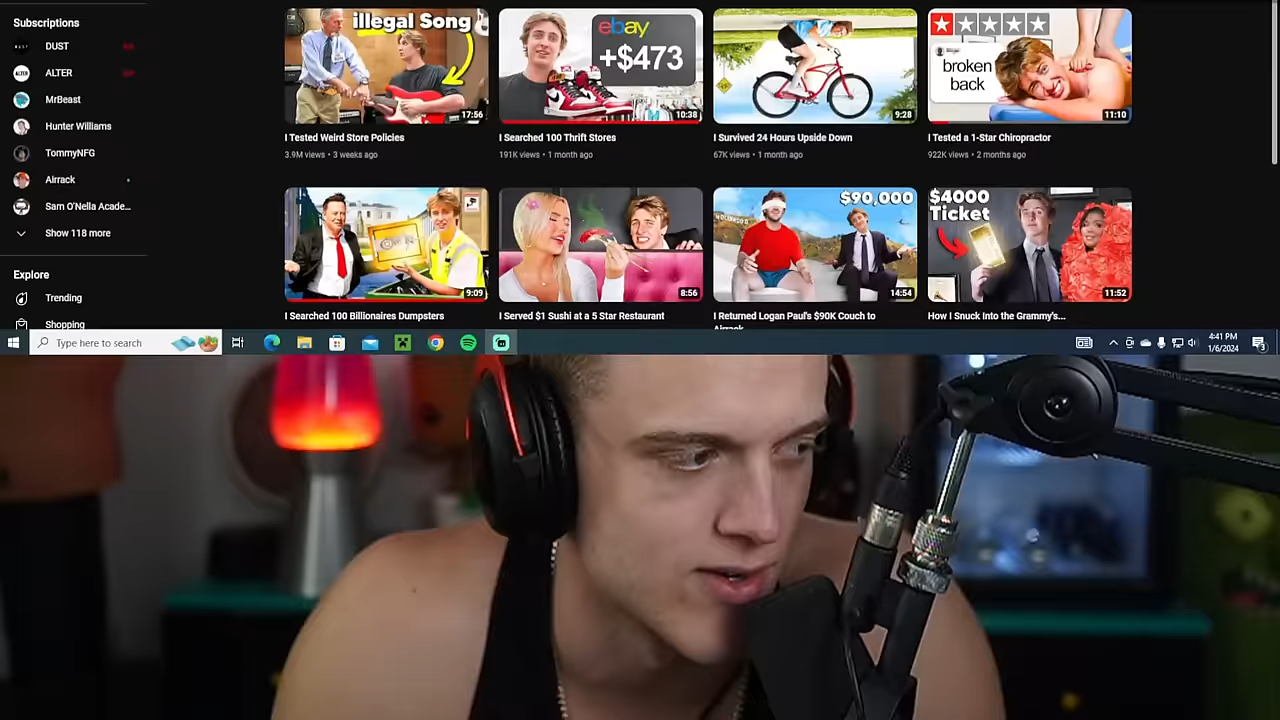 Subscriptions
DUST
ALTER
MrBeast
Hunter Williams
TommyNFG
Airrack
Sam O'Nella Acade...
Show 118 more
Explore
Trending
Shopping
illegal Song
17:56
I Tested Weird Store Policies
3.9M views • 3 weeks ago
ebay
+$473
10:38
I Searched 100 Thrift Stores
191K views • 1 month ago
9:28
I Survived 24 Hours Upside Down
67K views • 1 month ago
broken
back
11:10
I Tested a 1-Star Chiropractor
922K views • 2 months ago
9:09
I Searched 100 Billionaires Dumpsters
8:56
I Served $1 Sushi at a 5 Star Restaurant
$90,000
14:54
I Returned Logan Paul's $90K Couch to
Airrack
$4000
Ticket
11:52
How I Snuck Into the Grammy's...
Type here to search
4:41 PM
1/6/2024